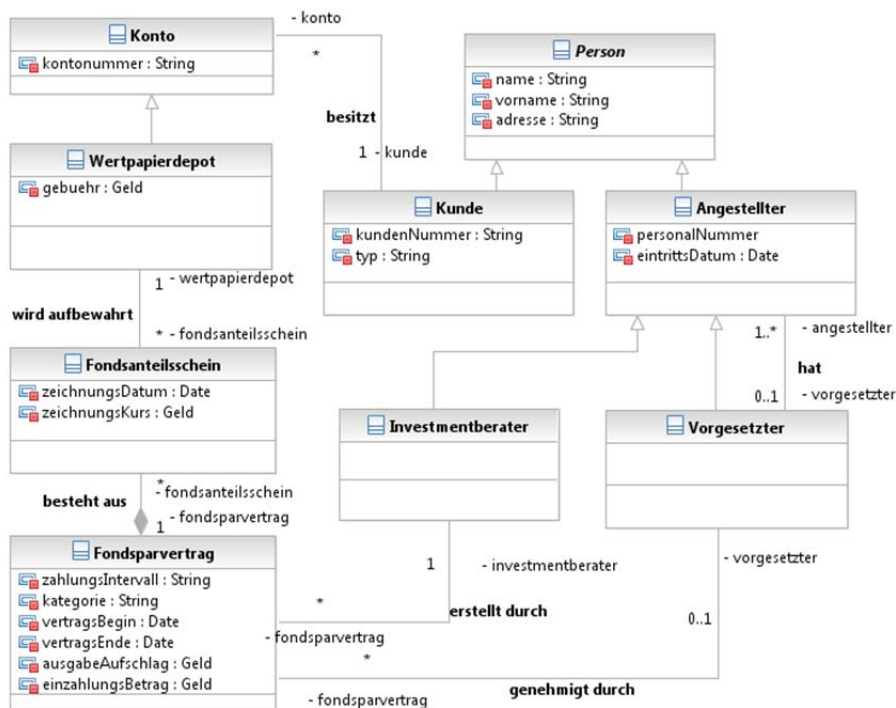 Konto
kontonummer : String
- konto
*
besitzt
1 - kunde
Person
name : String
vorname : String
adresse : String
Wertpapierdepot
gebuehr : Geld
Kunde
kundenNummer : String
typ : String
Angestellter
personalNummer
eintrittsDatum : Date
1
- wertpapierdepot
wird aufbewahrt
* - fondsanteilsschein
1..*
- angestellter
hat
0..1
- vorgesetzter
Fondsanteilsschein
zeichnungsDatum : Date
zeichnungsKurs : Geld
Investmentberater
Vorgesetzter
besteht aus
*
- fondsanteilsschein
- fondsparvertrag
1
Fondsparvertrag
zahlungsIntervall : String
kategorie : String
vertragsBegin : Date
vertragsEnde : Date
ausgabeAufschlag : Geld
einzahlungsBetrag : Geld
1
- investmentberater
*
erstellt durch
- fondsparvertrag
- vorgesetzter
0..1
*
genehmigt durch
- fondsparvertrag